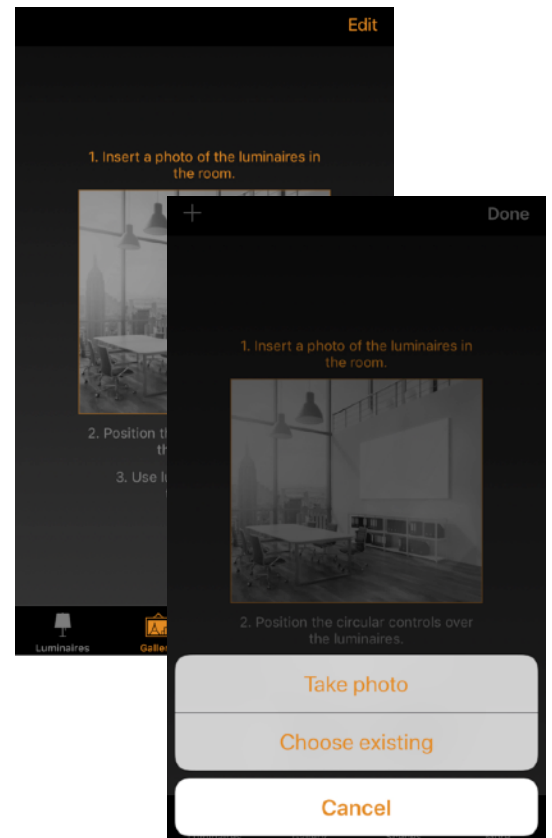 Edit
1. Insert a photo of the luminaires in
the room.
2. Position t
th
3. Use l
Luminaires
Galle
+
Done
1. Insert a photo of the luminaires in
the room.
2. Position the circular controls over
the luminaires.
Take photo
Choose existing
Cancel